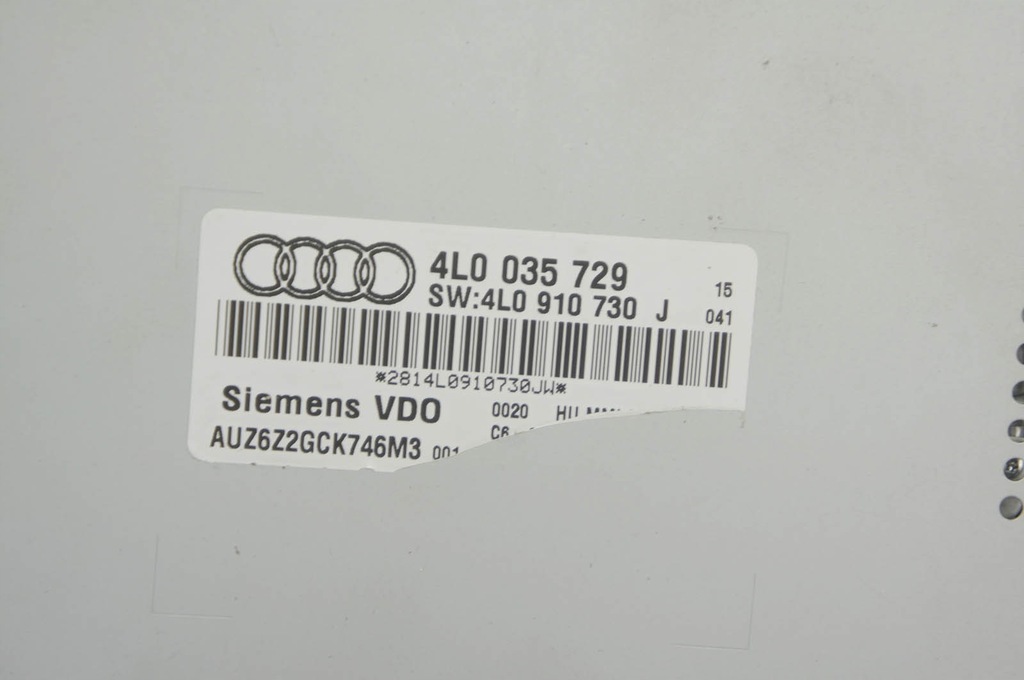 4L0 035 729
15
SW:4L0 910 730 J
041
*2814L0910730JW*
Siemens VDO
0020
AUZ6Z2GCK746M3